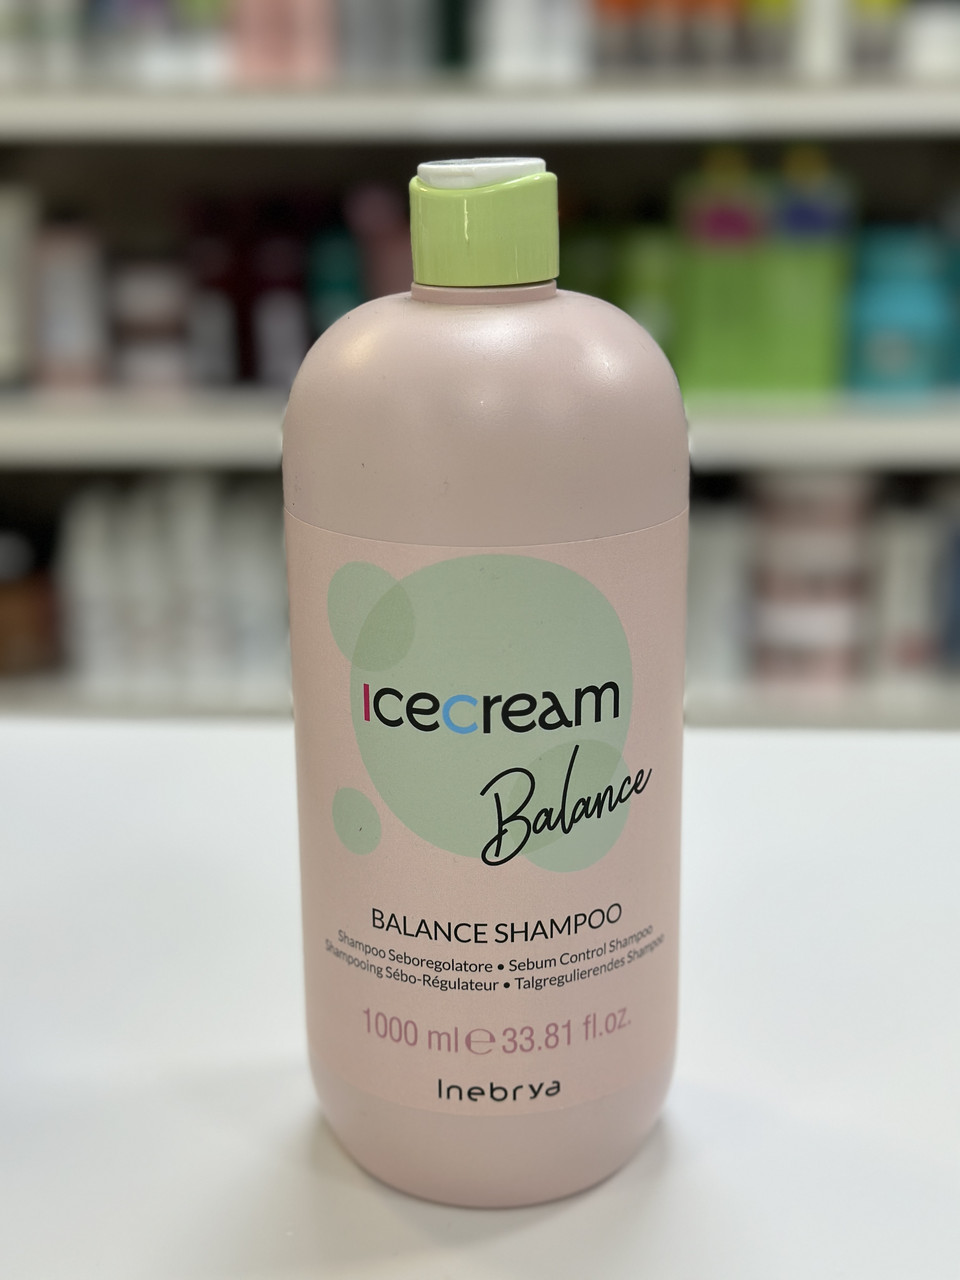 Icecream
Balance
BALANCE SHAMPOO
Shampoo Seboregolatore • Sebum Control Shampoo
Shampooing Sébo-Régulateur • Talgregulierendes Shampoo
1000 ml ℮ 33.81 fl.oz.
Inebrya